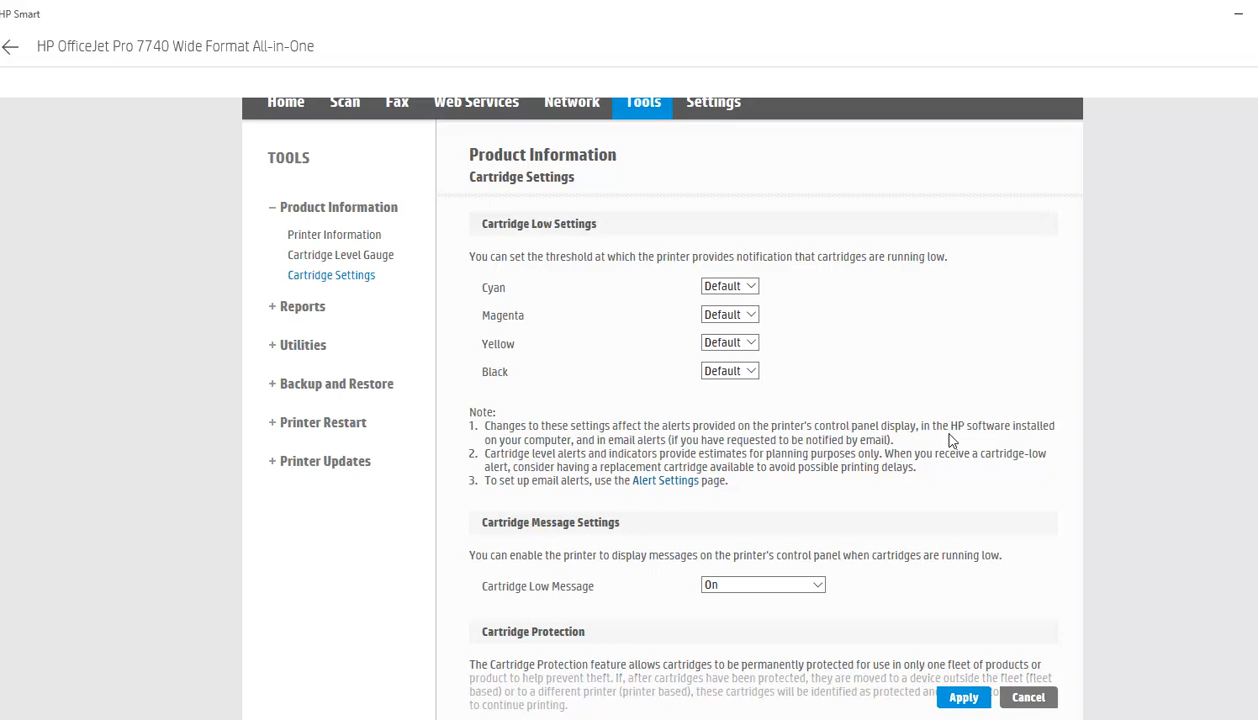 HP Smart
HP OfficeJet Pro 7740 Wide Format All-in-One
Home Scan Fax Web Services Network Tools Settings
TOOLS
– Product Information
Printer Information
Cartridge Level Gauge
Cartridge Settings
+ Reports
+ Utilities
+ Backup and Restore
+ Printer Restart
+ Printer Updates
Product Information
Cartridge Settings
Cartridge Low Settings
You can set the threshold at which the printer provides notification that cartridges are running low.
Cyan Default
Magenta Default
Yellow Default
Black Default
Note:
1. Changes to these settings affect the alerts provided on the printer's control panel display, in the HP software installed
on your computer, and in email alerts (if you have requested to be notified by email).
2. Cartridge level alerts and indicators provide estimates for planning purposes only. When you receive a cartridge-low
alert, consider having a replacement cartridge available to avoid possible printing delays.
3. To set up email alerts, use the Alert Settings page.
Cartridge Message Settings
You can enable the printer to display messages on the printer's control panel when cartridges are running low.
Cartridge Low Message On
Cartridge Protection
The Cartridge Protection feature allows cartridges to be permanently protected for use in only one fleet of products or
product to help prevent theft. If, after cartridges have been protected, they are moved to a device outside the fleet (fleet
based) or to a different printer (printer based), these cartridges will be identified as protected and
to continue printing.
Apply Cancel